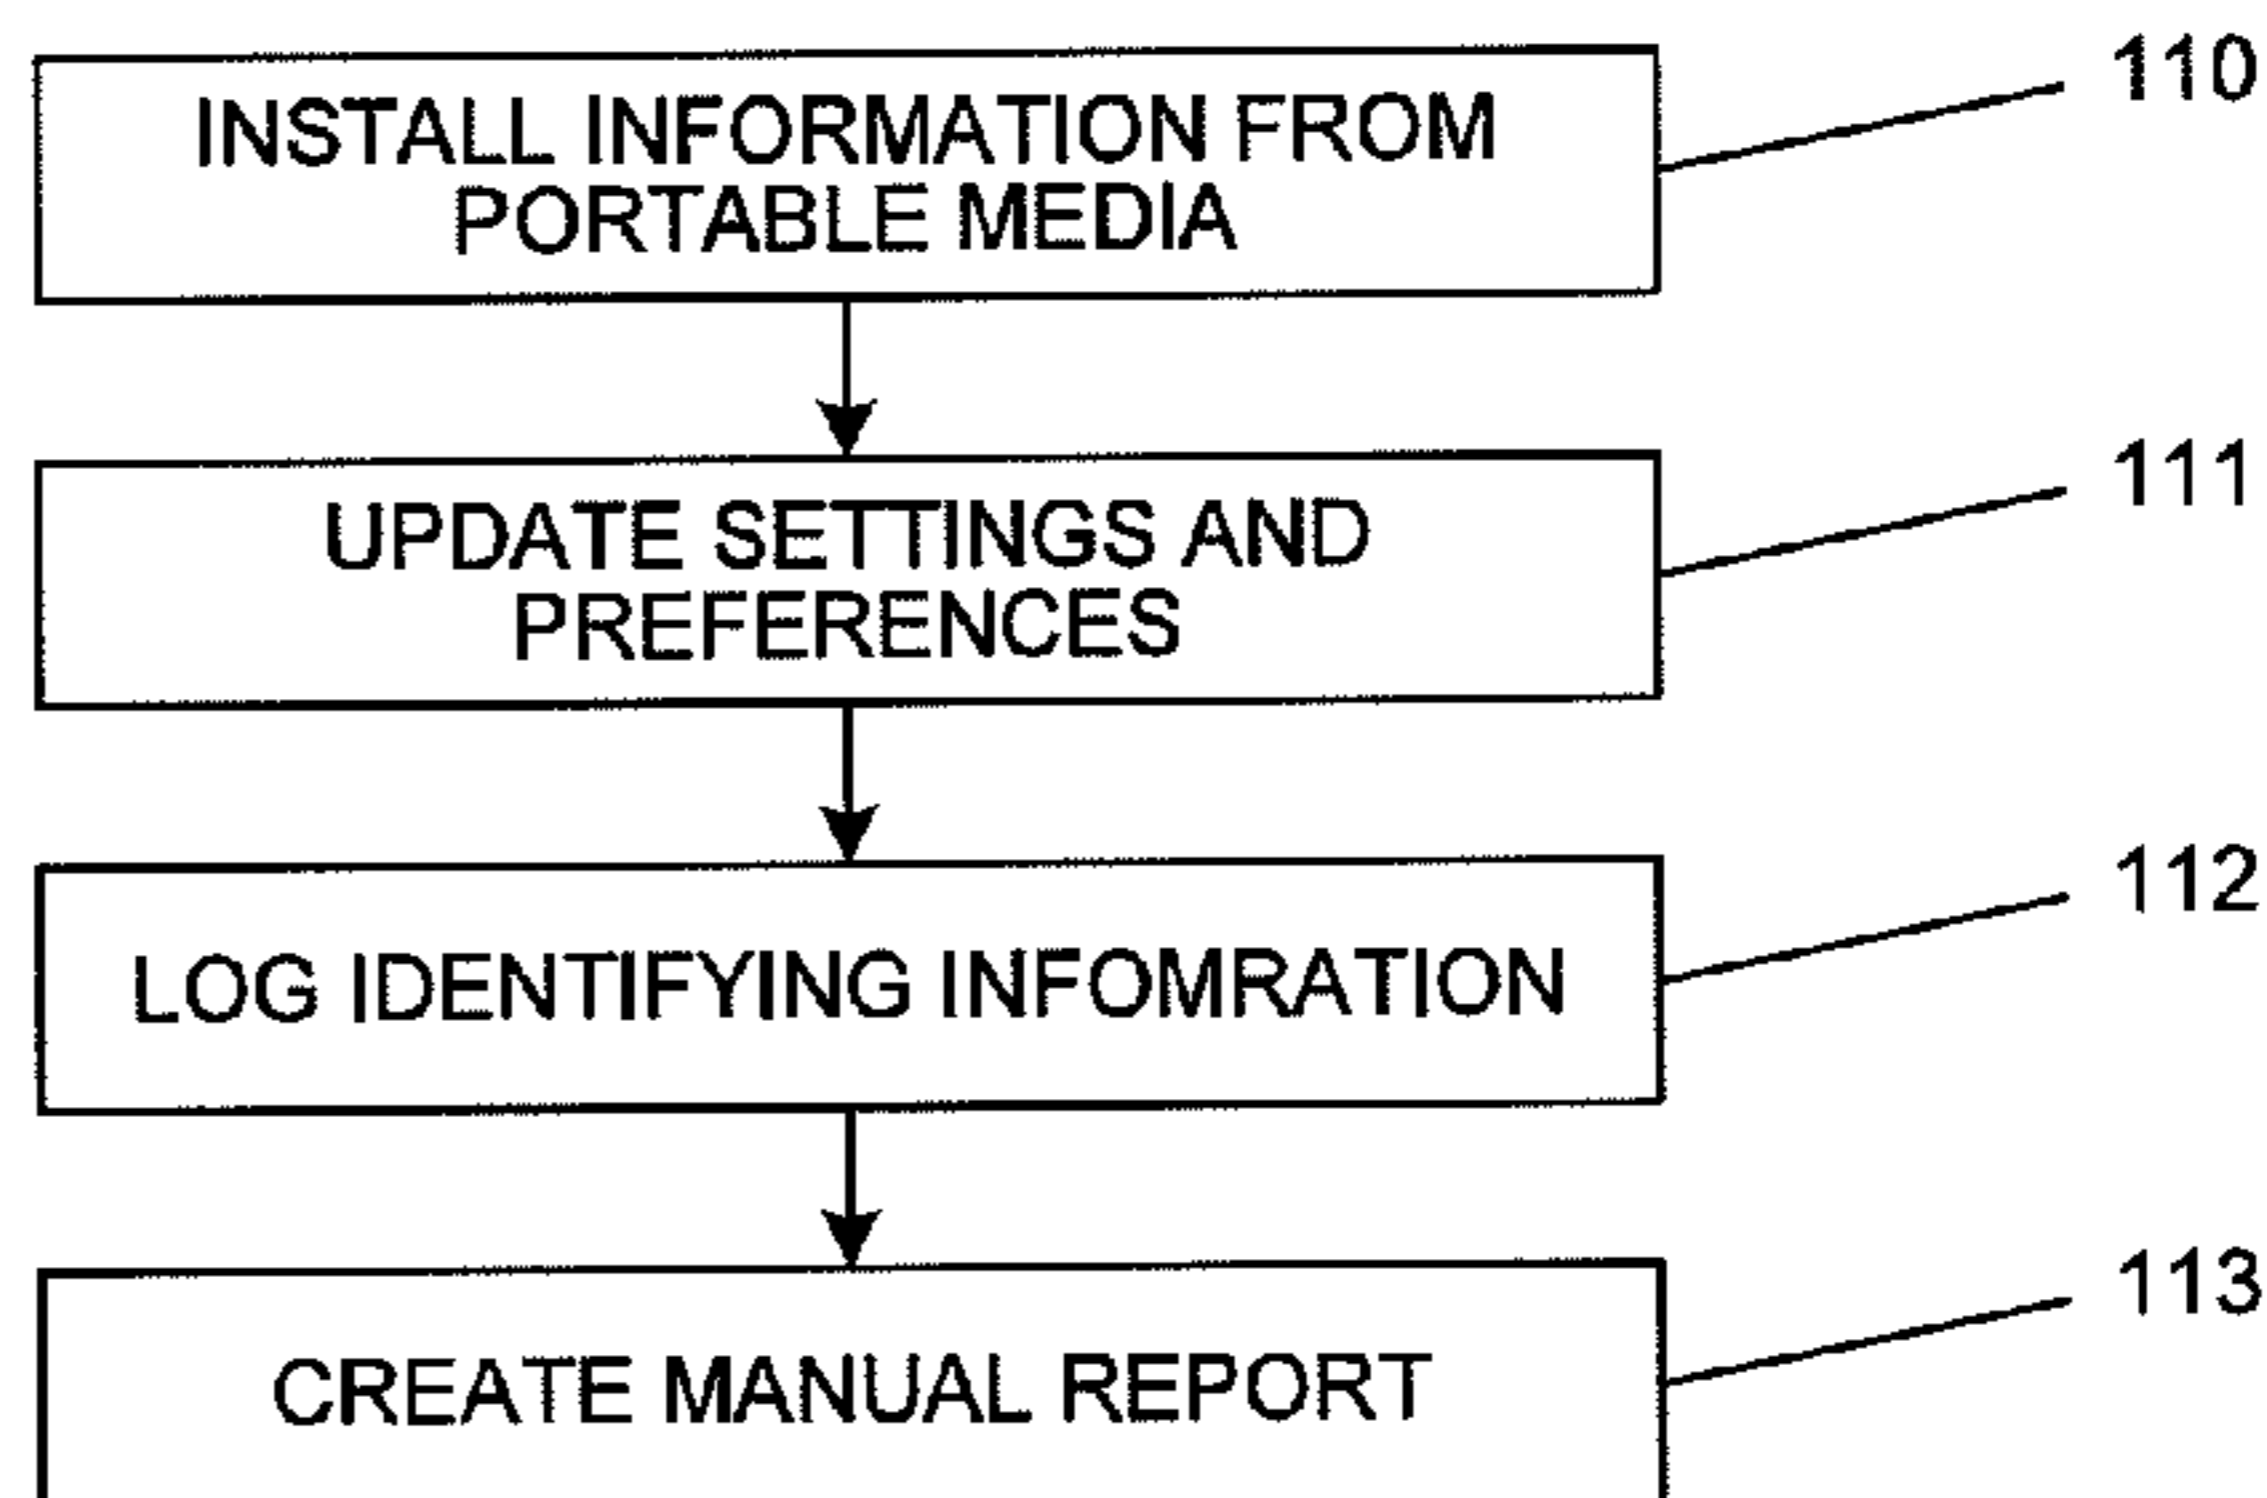 INSTALL INFORMATION FROM
PORTABLE MEDIA
110
UPDATE SETTINGS AND
PREFERENCES
111
LOG IDENTIFYING INFOMRATION
112
CREATE MANUAL REPORT
113